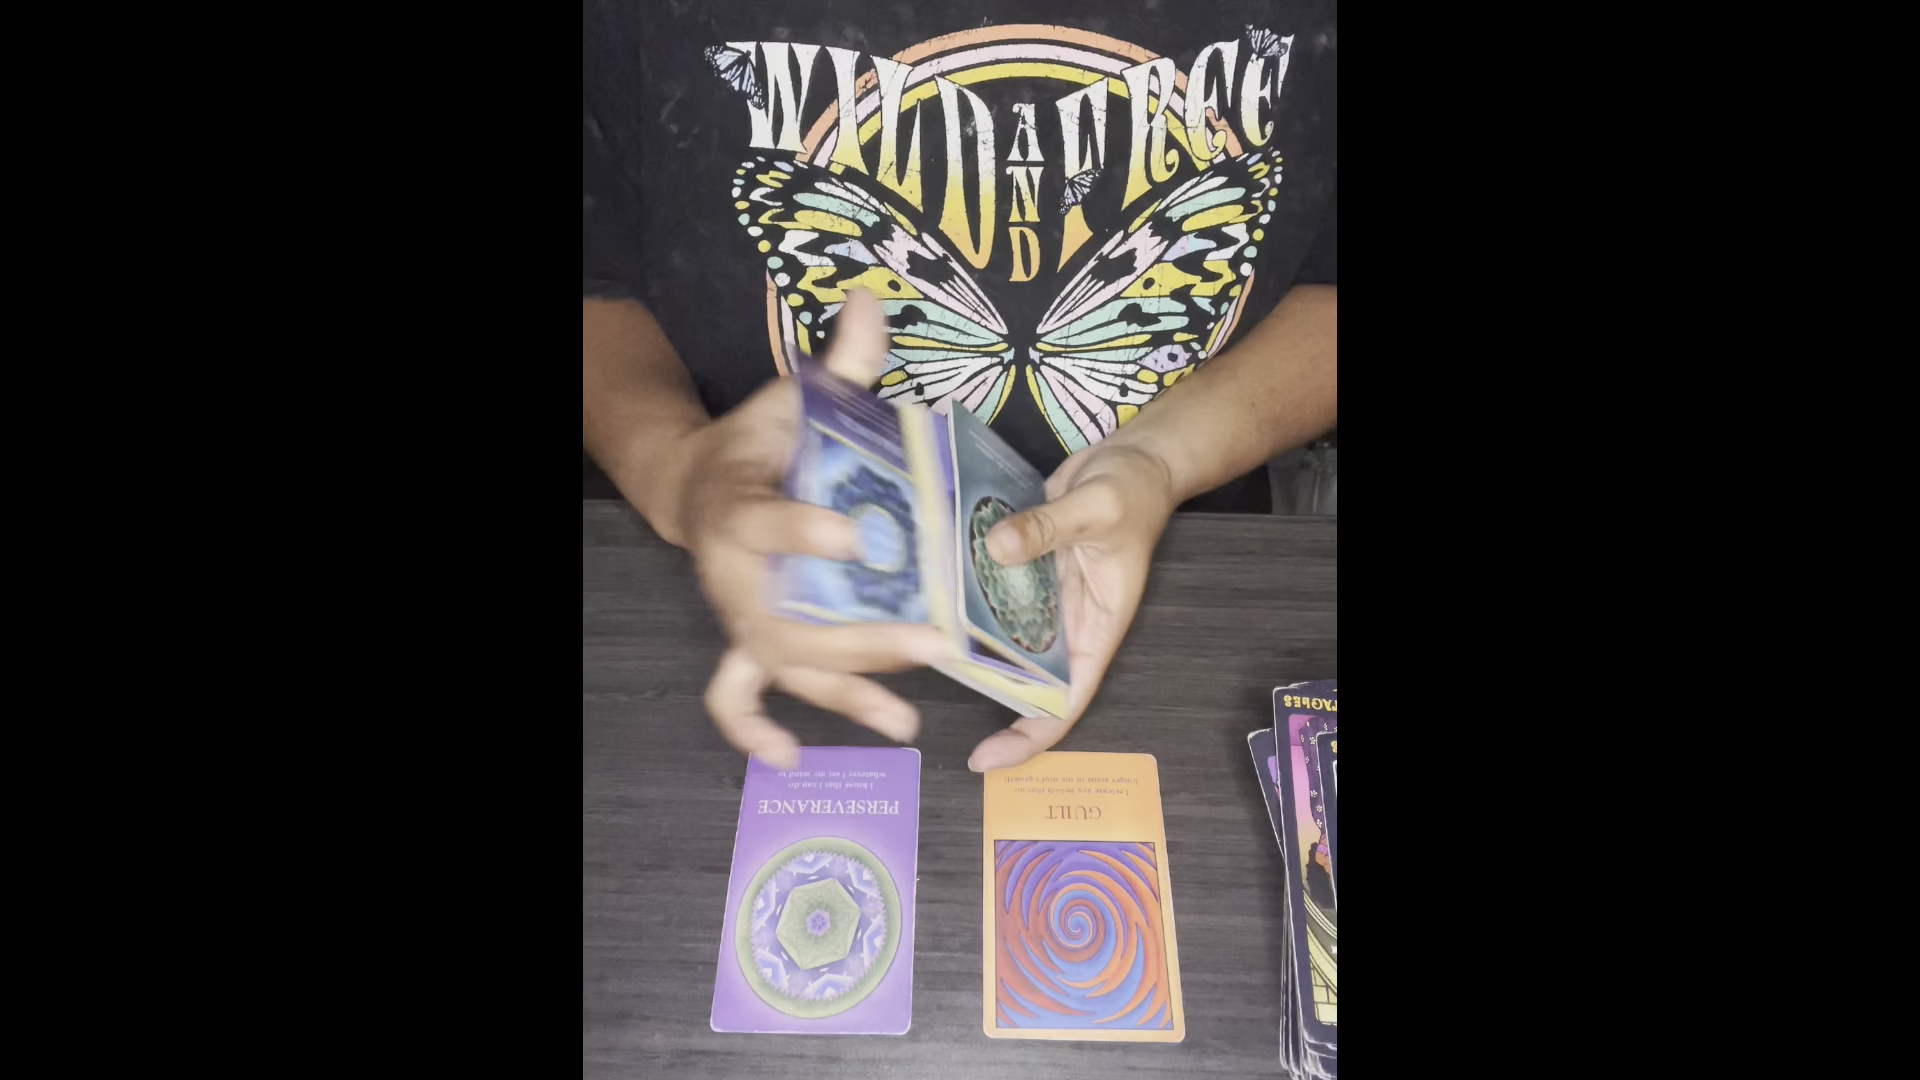 WILD AND FREE
TAGLES
whatever I set my mind to
I know that I can do
PERSEVERANCE
longer assist in my soul's growth
I release any beliefs that no
GUILT